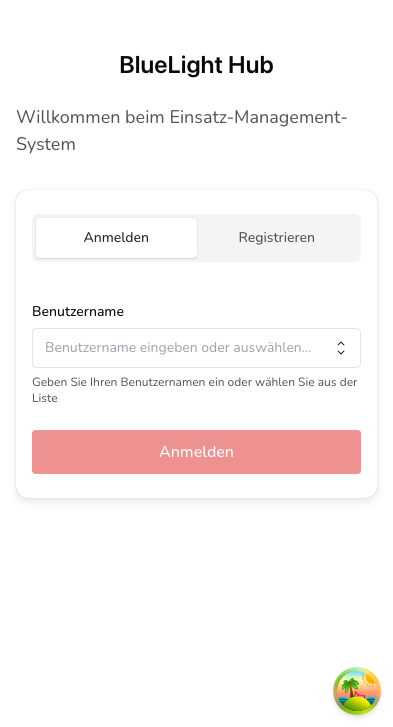 BlueLight Hub
Willkommen beim Einsatz-Management-
System
Anmelden
Registrieren
Benutzername
Benutzername eingeben oder auswählen...
Geben Sie Ihren Benutzernamen ein oder wählen Sie aus der
Liste
Anmelden